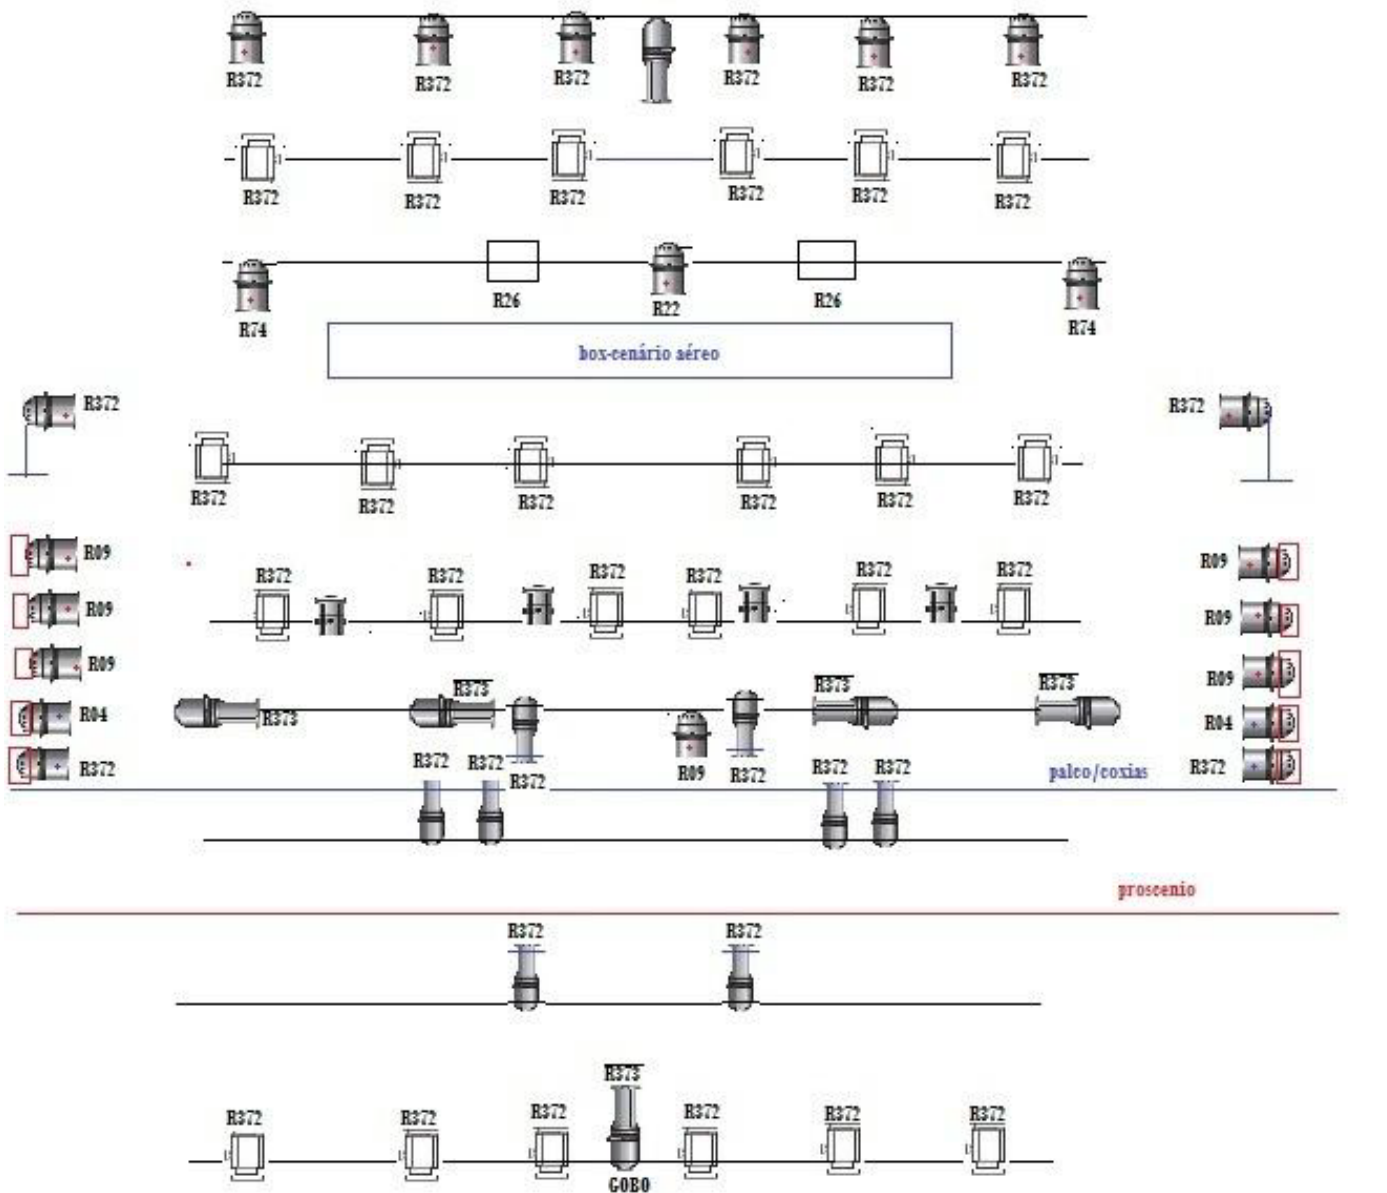 R372 R372 R372 R372 R372 R372
R372 R372 R372 R372 R372 R372
R26 R22 R26
R74 R74
box-cenário aéreo
R372 R372
R372 R372 R372 R372 R372 R372
R09 R09
R372 R372 R372 R372 R372 R372
R09 R09
R09 R09
R373 R373 R373 R373
R04 R04
R372 R372 R372 R09 R372 R372 R372
R372 palco/coxias R372
proscenio
R372 R372
R373
R372 R372 R372 R372 R372 R372
GOBO